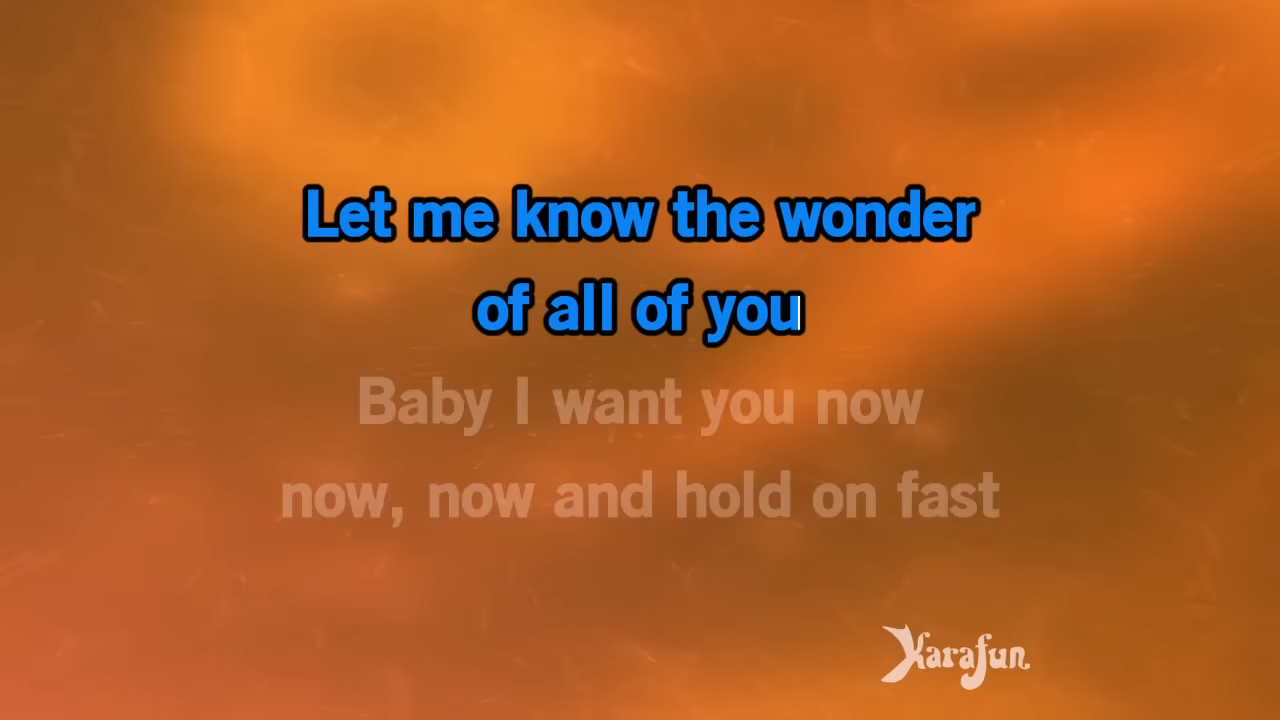 Let me know the wonder
of all of you
Baby I want you now
now, now and hold on fast
Karafun